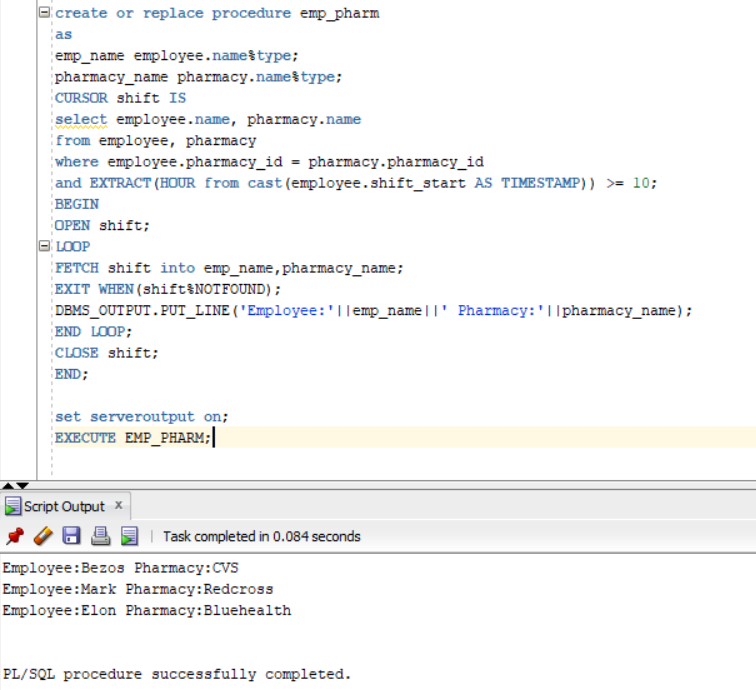 create or replace procedure emp_pharm
as
emp_name employee.name%type;
pharmacy_name pharmacy.name%type;
CURSOR shift IS
select employee.name, pharmacy.name
from employee, pharmacy
where employee.pharmacy_id = pharmacy.pharmacy_id
and EXTRACT(HOUR from cast(employee.shift_start AS TIMESTAMP)) >= 10;
BEGIN
OPEN shift;
LOOP
FETCH shift into emp_name,pharmacy_name;
EXIT WHEN(shift%NOTFOUND);
DBMS_OUTPUT.PUT_LINE('Employee:'||emp_name||' Pharmacy:'||pharmacy_name);
END LOOP;
CLOSE shift;
END;
set serveroutput on;
EXECUTE EMP_PHARM;
Script Output x
Task completed in 0.084 seconds
Employee:Bezos Pharmacy:CVS
Employee:Mark Pharmacy:Redcross
Employee:Elon Pharmacy:Bluehealth
PL/SQL procedure successfully completed.